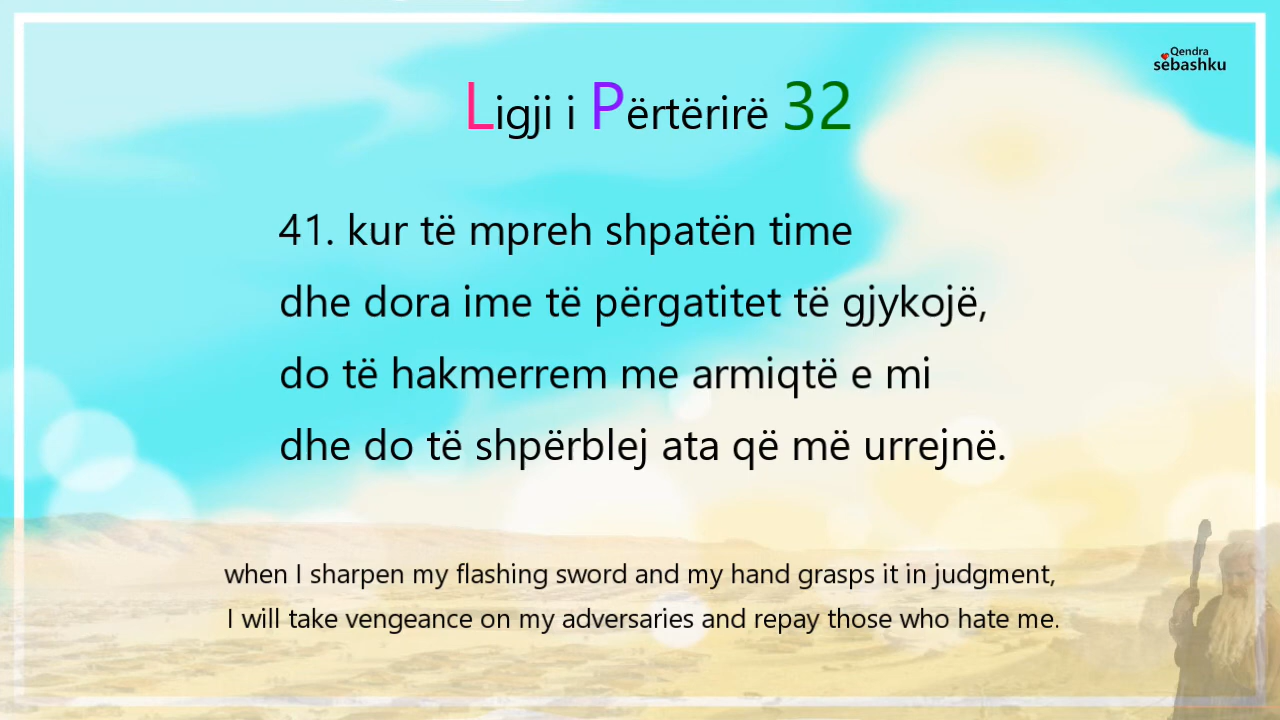 Qendra
sëbashku
Ligji i Përtërirë 32
41. kur të mpreh shpatën time
dhe dora ime të përgatitet të gjykojë,
do të hakmerrem me armiqtë e mi
dhe do të shpërblej ata që më urrejnë.
when I sharpen my flashing sword and my hand grasps it in judgment,
I will take vengeance on my adversaries and repay those who hate me.